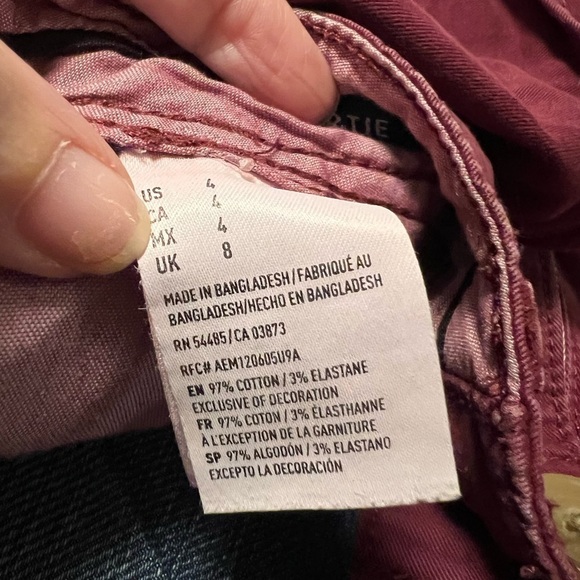 &TIE
US 4
CA 4
MX 4
UK 8
MADE IN BANGLADESH/FABRIQUÉ AU
BANGLADESH/HECHO EN BANGLADESH
RN 54485/CA 03873
RFC# AEM120605U9A
EN 97% COTTON/3% ELASTANE
EXCLUSIVE OF DECORATION
FR 97% COTON/3% ÉLASTHANNE
À L'EXCEPTION DE LA GARNITURE
SP 97% ALGODÓN/3% ELASTANO
EXCEPTO LA DECORACIÓN